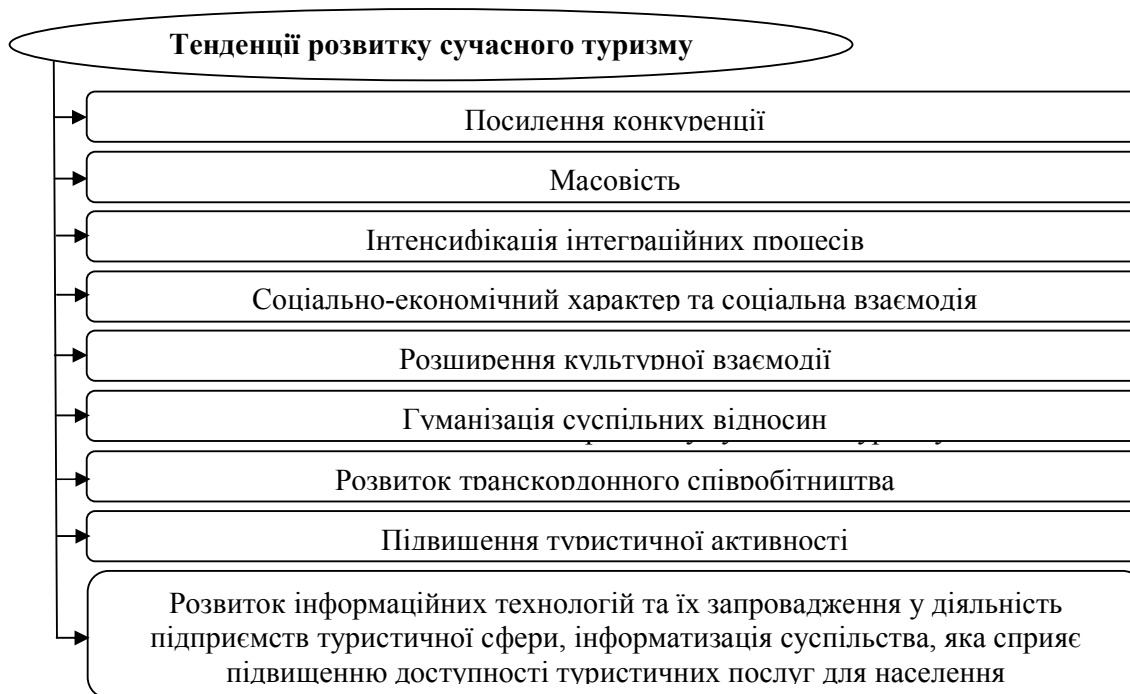 Тенденції розвитку сучасного туризму
Посилення конкуренції
Масовість
Інтенсифікація інтеграційних процесів
Соціально-економічний характер та соціальна взаємодія
Розширення культурної взаємодії
Гуманізація суспільних відносин
Розвиток транскордонного співробітництва
Підвищення туристичної активності
Розвиток інформаційних технологій та їх запровадження у діяльність
підприємств туристичної сфери, інформатизація суспільства, яка сприяє
підвищенню доступності туристичних послуг для населення